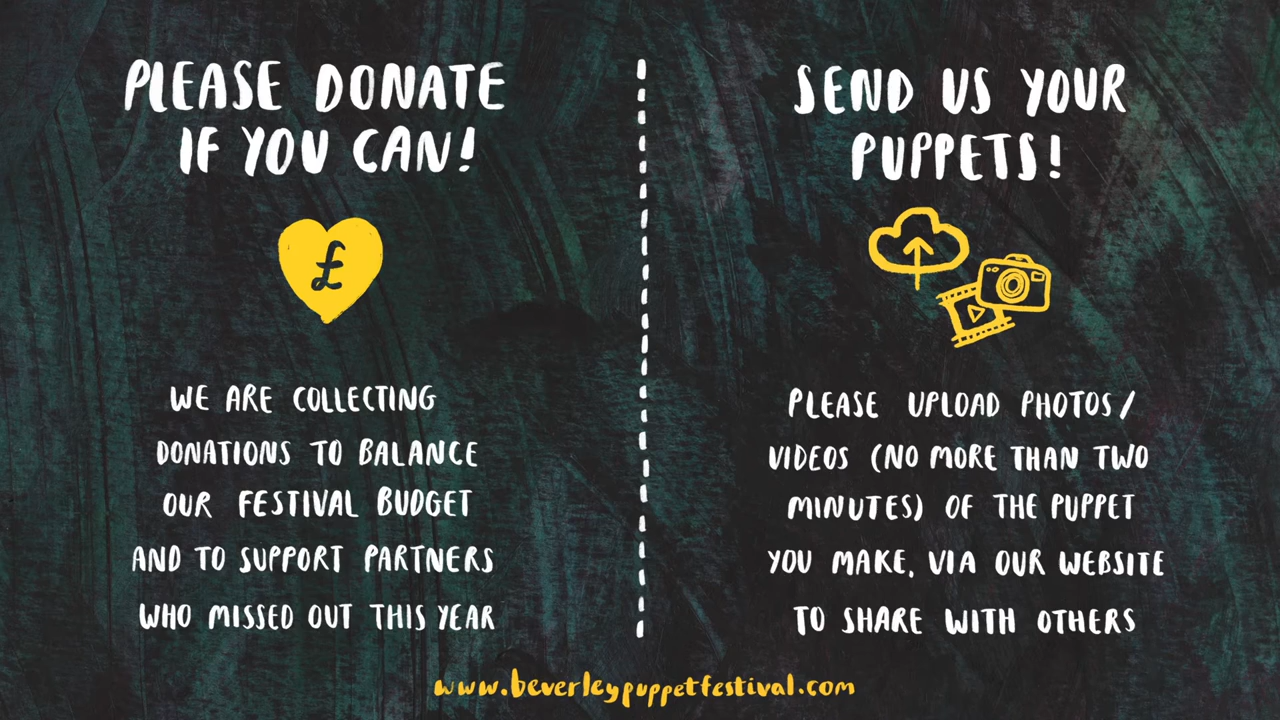 PLEASE DONATE
IF YOU CAN!
£
WE ARE COLLECTING
DONATIONS TO BALANCE
OUR FESTIVAL BUDGET
AND TO SUPPORT PARTNERS
WHO MISSED OUT THIS YEAR
SEND US YOUR
PUPPETS!
PLEASE UPLOAD PHOTOS/
VIDEOS (NO MORE THAN TWO
MINUTES) OF THE PUPPET
YOU MAKE, VIA OUR WEBSITE
TO SHARE WITH OTHERS
www.beverleypuppetfestival.com